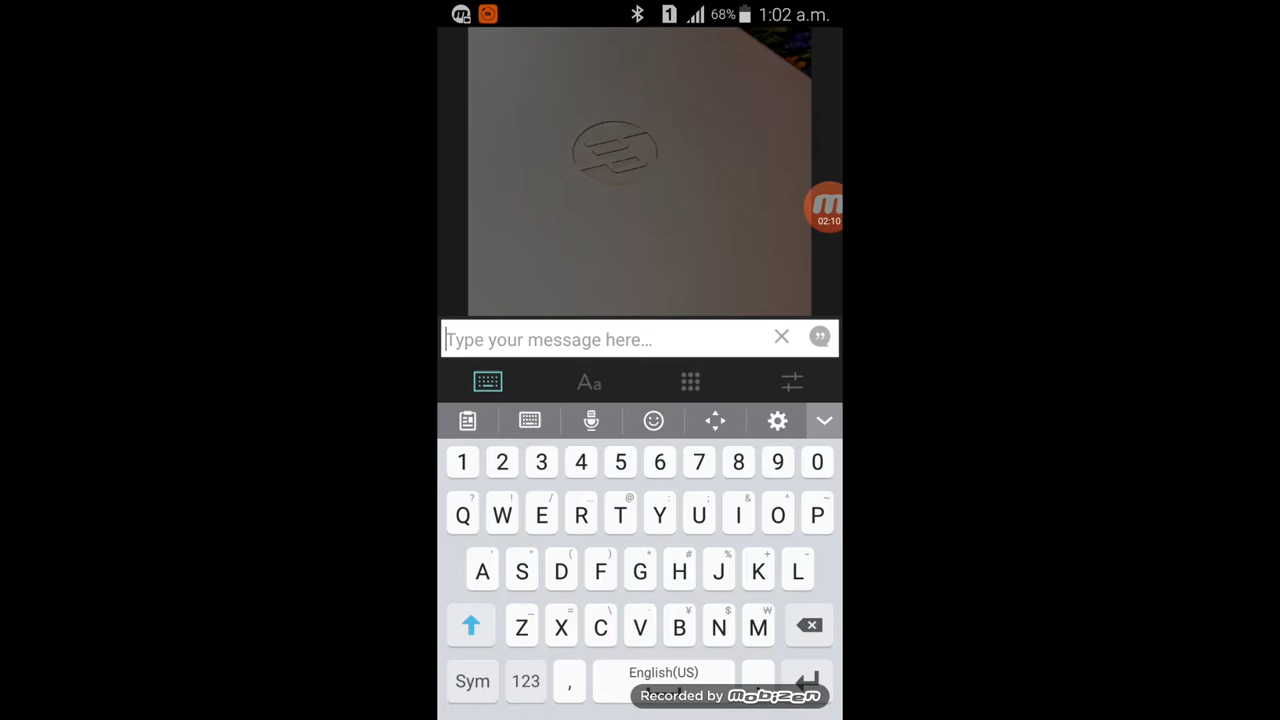 1 68% 1:02 a.m.
02:10
Type your message here...
Aa
1 2 3 4 5 6 7 8 9 0
? ! / … @ : ; & ^ ~
Q W E R T Y U I O P
' " ( ) * # % + -
A S D F G H J K L
_ = \ · ¥ $ ₩
Z X C V B N M
English(US)
Sym 123 ,
Recorded by mobizen